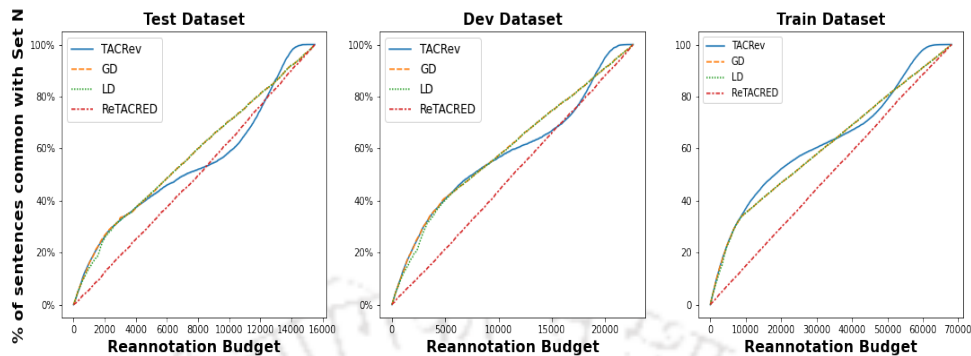 % of sentences common with Set N
Test Dataset
100%
80%
60%
40%
20%
0%
TACRev
GD
LD
ReTACRED
0 2000 4000 6000 8000 10000 12000 14000 16000
Reannotation Budget
Dev Dataset
100%
80%
60%
40%
20%
0%
TACRev
GD
LD
ReTACRED
0 5000 10000 15000 20000
Reannotation Budget
Train Dataset
100
80
60
40
20
0
TACRev
GD
LD
ReTACRED
0 10000 20000 30000 40000 50000 60000 70000
Reannotation Budget